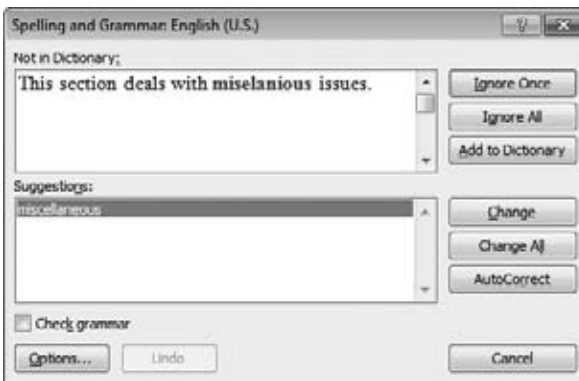 Spelling and Grammar: English (U.S.)
Not in Dictionary:
This section deals with miselanious issues.
Ignore Once
Ignore All
Add to Dictionary
Suggestions:
miscellaneous
Change
Change All
AutoCorrect
Check grammar
Options...
Undo
Cancel